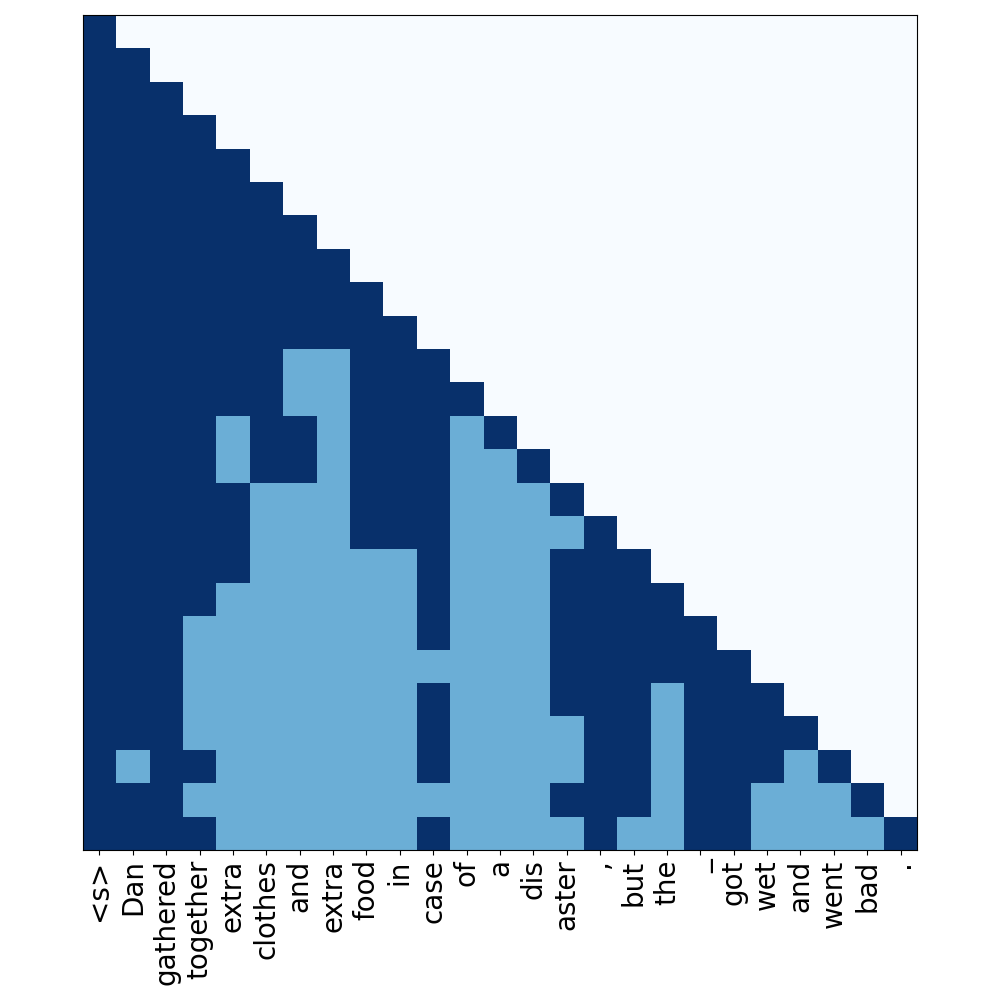 <s>
Dan
gathered
together
extra
clothes
and
extra
food
in
case
of
a
dis
aster
,
but
the
_
got
wet
and
went
bad
.